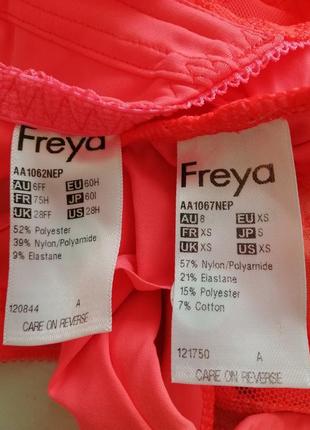 Freya
AA1062NEP
AU 6FF EU 60H
FR 75H JP 60I
UK 28FF US 28H
52% Polyester
39% Nylon/Polyamide
9% Elastane
120844 A
CARE ON REVERSE
Freya
AA1067NEP
AU 8 EU XS
FR XS JP S
UK XS US XS
57% Nylon/Polyamide
21% Elastane
15% Polyester
7% Cotton
121750 A
CARE ON REVERSE